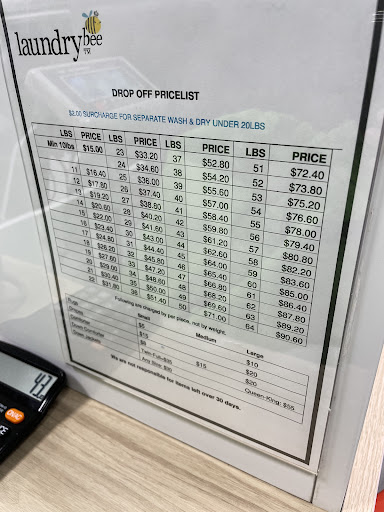 laundrybee
TM
DROP OFF PRICELIST
$2.00 SURCHARGE FOR SEPARATE WASH & DRY UNDER 20LBS
LBS PRICE LBS PRICE LBS PRICE LBS PRICE
Min 10lbs $15.00 23 $33.20 37 $52.80 51 $72.40
24 $34.60 38 $54.20 52 $73.80
11 $16.40 25 $36.00 39 $55.60 53 $75.20
12 $17.80 26 $37.40 40 $57.00 54 $76.60
13 $19.20 27 $38.80 41 $58.40 55 $78.00
14 $20.60 28 $40.20 42 $59.80 56 $79.40
15 $22.00 29 $41.60 43 $61.20 57 $80.80
16 $23.40 30 $43.00 44 $62.60 58 $82.20
17 $24.80 31 $44.40 45 $64.00 59 $83.60
18 $26.20 32 $45.80 46 $65.40 60 $85.00
19 $27.60 33 $47.20 47 $66.80 61 $86.40
20 $29.00 34 $48.60 48 $68.20 62 $87.80
21 $30.40 35 $50.00 49 $69.60 63 $89.20
22 $31.80 36 $51.40 50 $71.00 64 $90.60
Following are charged by per piece, not by weight.
Small Medium Large
Rugs $5 $10
$15 $15 $20
$8 $20
Twin-Full-$35 Queen-King: $55
We are not responsible for items left over 30 days.